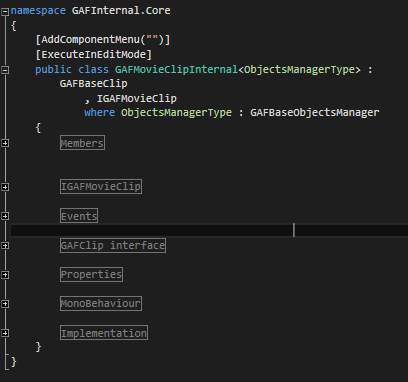 namespace GAFInternal.Core
{
[AddComponentMenu("")]
[ExecuteInEditMode]
public class GAFMovieClipInternal<ObjectsManagerType> :
GAFBaseClip
, IGAFMovieClip
where ObjectsManagerType : GAFBaseObjectsManager
{
Members
IGAFMovieClip
Events
GAFClip interface
Properties
MonoBehaviour
Implementation
}
}